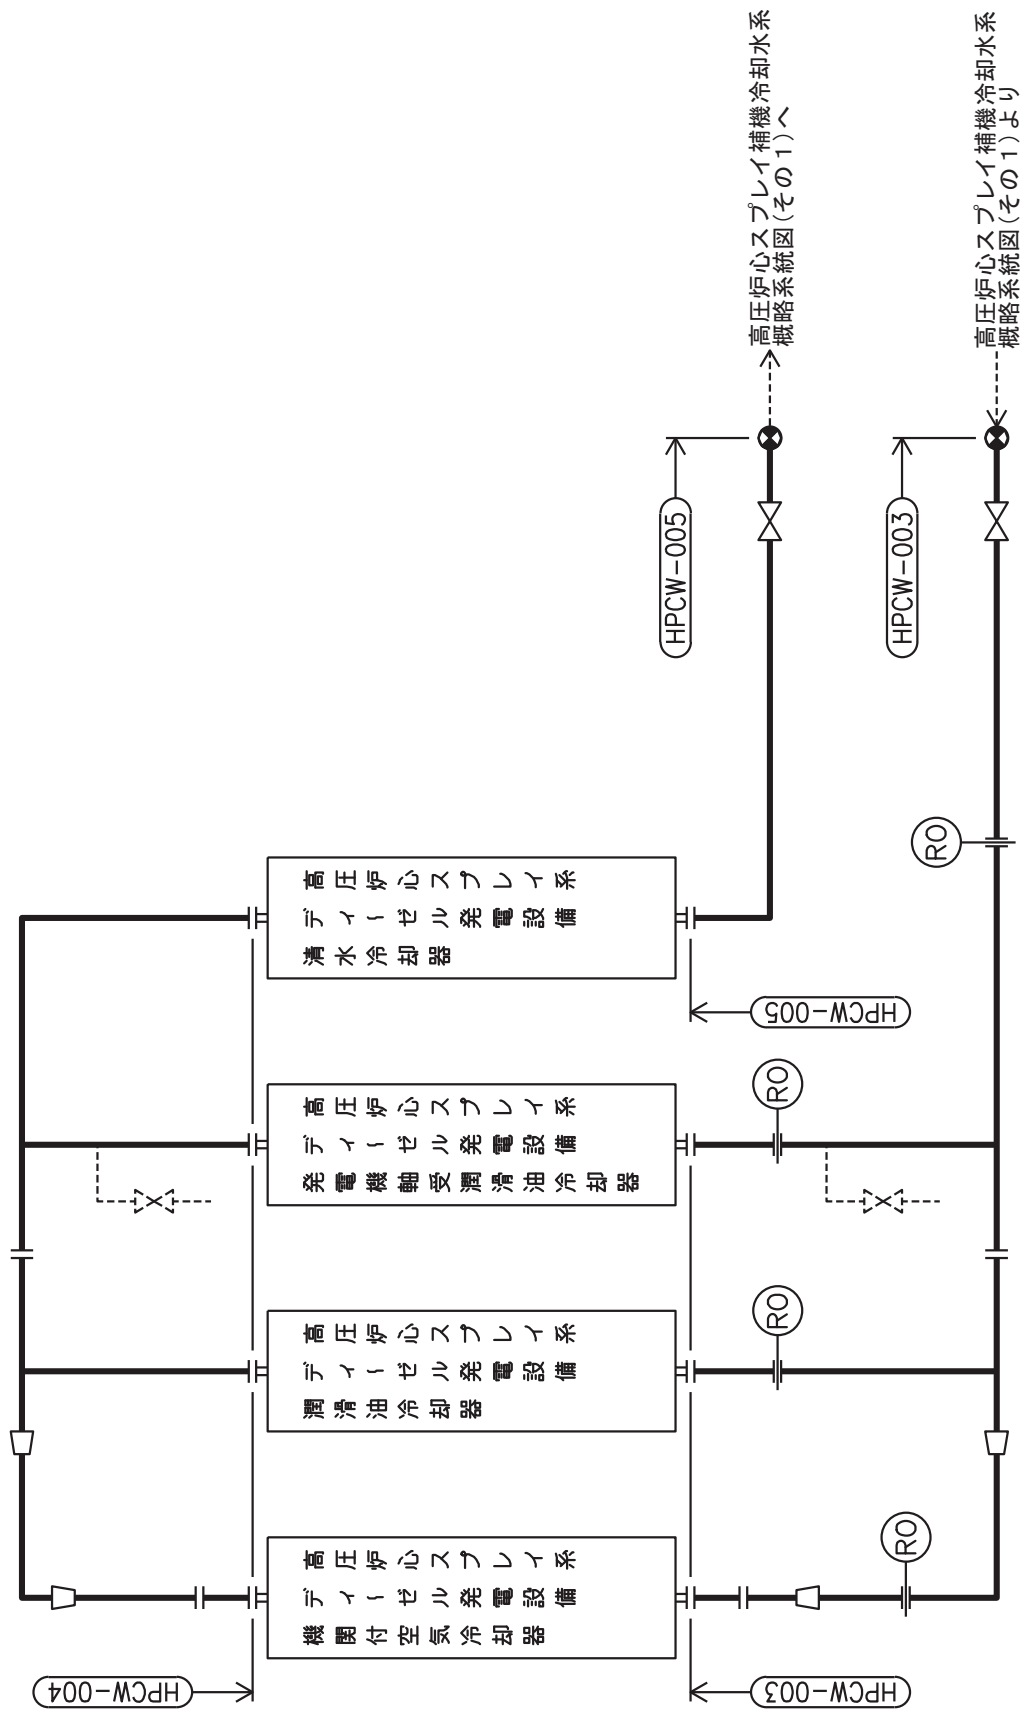 高圧炉心スプレイ補機冷却水系
概略系統図(その1)へ
高圧炉心スプレイ補機冷却水系
概略系統図(その1)より
HPCW-005
HPCW-003
RO
高圧炉心スプレイ系
ディーゼル発電設備
清水冷却器
HPCW-005
RO
高圧炉心スプレイ系
ディーゼル発電設備
発電機軸受潤滑油冷却器
RO
高圧炉心スプレイ系
ディーゼル発電設備
潤滑油冷却器
RO
高圧炉心スプレイ系
ディーゼル発電設備
機関付空気冷却器
HPCW-004
HPCW-003